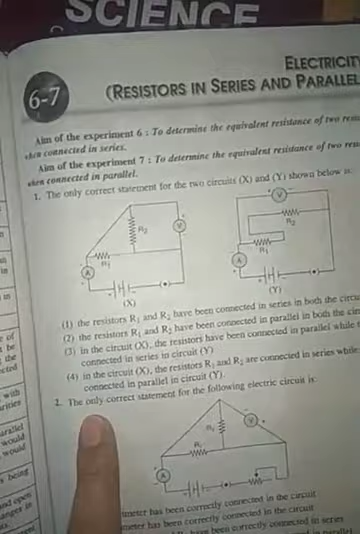 SCIENCE
ELECTRICITY
6-7
(RESISTORS IN SERIES AND PARALLEL
Aim of the experiment 6 : To determine the equivalent resistance of two
when connected in series.
Aim of the experiment 7 : To determine the equivalent resistance of two
when connected in parallel.
1. The only correct statement for the two circuits (X) and (Y) shown below is:
R2
V
R1
A
(X)
V
R2
R1
A
(Y)
(1) the resistors R1 and R2 have been connected in series in both the
(2) the resistors R1 and R2 have been connected in parallel in both the
(3) in the circuit (X), the resistors have been connected in parallel while
connected in series in circuit (Y)
(4) in the circuit (X), the resistors R1 and R2 are connected in series while
connected in parallel in circuit (Y).
2. The only correct statement for the following electric circuit is:
V
R1
A
has been correctly connected in the circuit
has been correctly connected in the circuit
have been correctly connected in series
with
parallel
would
would
being
and open